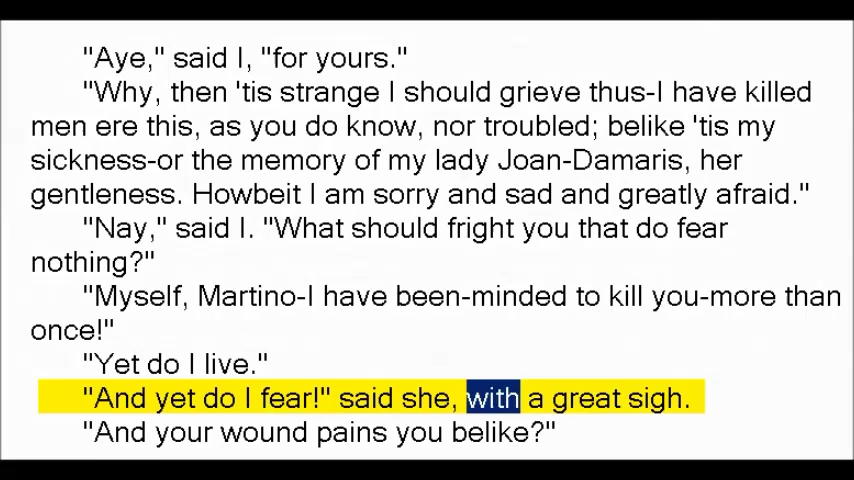 "Aye," said I, "for yours."
"Why, then 'tis strange I should grieve thus-I have killed
men ere this, as you do know, nor troubled; belike 'tis my
sickness-or the memory of my lady Joan-Damaris, her
gentleness. Howbeit I am sorry and sad and greatly afraid."
"Nay," said I. "What should fright you that do fear
nothing?"
"Myself, Martino-I have been-minded to kill you-more than
once!"
"Yet do I live."
"And yet do I fear!" said she, with a great sigh.
"And your wound pains you belike?"